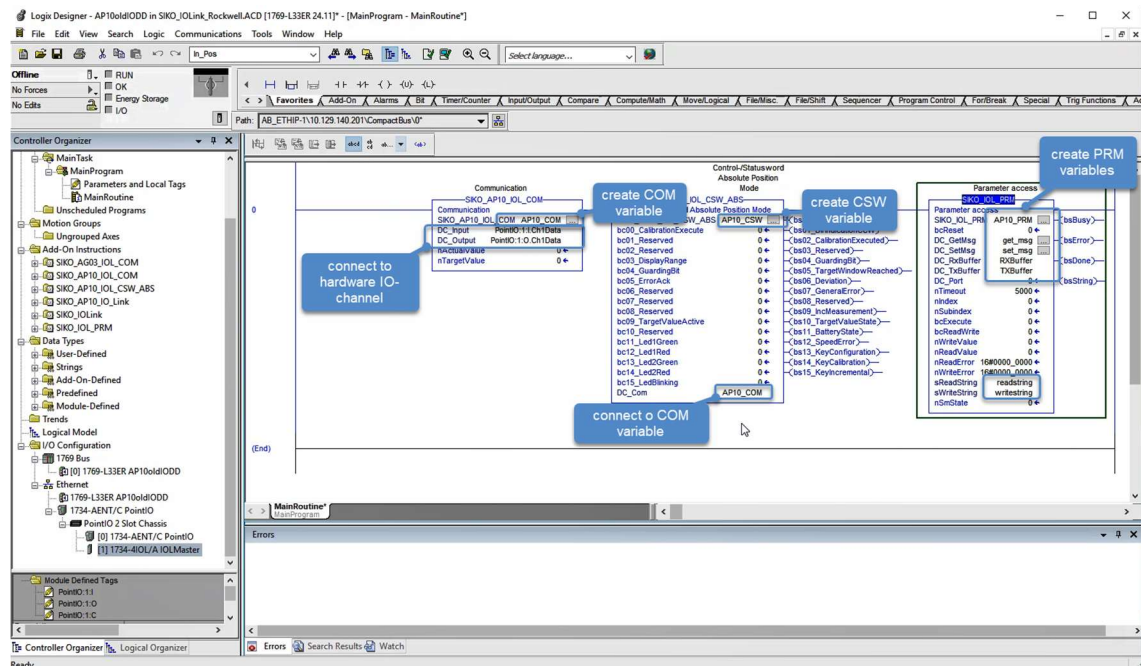 Logix Designer - AP10oldIODD in SIKO_IOLink_Rockwell.ACD [1769-L33ER 24.11]* - [MainProgram - MainRoutine*]
File Edit View Search Logic Communications Tools Window Help
In_Pos
Select language...
Offline
RUN
No Forces
OK
No Edits
Energy Storage
I/O
Favorites Add-On Alarms Bit Timer/Counter Input/Output Compare Compute/Math Move/Logical File/Misc. File/Shift Sequencer Program Control For/Break Special Trig Functions
Path: AB_ETHIP-1\10.129.140.201\CompactBus\0*
Controller Organizer
MainTask
MainProgram
Parameters and Local Tags
MainRoutine
Unscheduled Programs
Motion Groups
Ungrouped Axes
Add-On Instructions
SIKO_AG03_IOL_COM
SIKO_AP10_IOL_COM
SIKO_AP10_IOL_CSW_ABS
SIKO_AP10_IO_Link
SIKO_IOLink
SIKO_IOL_PRM
Data Types
User-Defined
Strings
Add-On-Defined
Predefined
Module-Defined
Trends
Logical Model
I/O Configuration
1769 Bus
[0] 1769-L33ER AP10oldIODD
Ethernet
1769-L33ER AP10oldIODD
1734-AENT/C PointIO
PointIO 2 Slot Chassis
[0] 1734-AENT/C PointIO
[1] 1734-4IOL/A IOLMaster
Module Defined Tags
PointIO:1:I
PointIO:1:O
PointIO:1:C
Controller Organizer Logical Organizer
Ready
0
(End)
Communication
SIKO_AP10_IOL_COM
Communication
SIKO_AP10_IOL_COM AP10_COM ...
DC_Input PointIO:1:I.Ch1Data
DC_Output PointIO:1:O.Ch1Data
nActualValue 0
nTargetValue 0
create COM
variable
connect to
hardware IO-
channel
Control-/Statusword
Absolute Position
Mode
IOL_CSW_ABS
Absolute Position Mode
SW_ABS AP10_CSW ...
bc00_CalibrationExecute 0
bc01_Reserved 0
bc02_Reserved 0
bc03_DisplayRange 0
bc04_GuardingBit 0
bc05_ErrorAck 0
bc06_Reserved 0
bc07_Reserved 0
bc08_Reserved 0
bc09_TargetValueActive 0
bc10_Reserved 0
bc11_Led1Green 0
bc12_Led1Red 0
bc13_Led2Green 0
bc14_Led2Red 0
bc15_LedBlinking 0
DC_Com AP10_COM
bs02_CalibrationExecuted
bs03_Reserved
bs04_GuardingBit
bs05_TargetWindowReached
bs06_Deviation
bs07_GeneralError
bs08_Reserved
bs09_IncMeasurement
bs10_TargetValueState
bs11_BatteryState
bs12_SpeedError
bs13_KeyConfiguration
bs14_KeyCalibration
bs15_KeyIncremental
create CSW
variable
connect o COM
variable
create PRM
variables
Parameter access
SIKO_IOL_PRM
Parameter access
SIKO_IOL_PRM AP10_PRM ...
bcReset 0
DC_GetMsg get_msg ...
DC_SetMsg set_msg ...
DC_RxBuffer RXBuffer
DC_TxBuffer TXBuffer
DC_Port 0
nTimeout 5000
nIndex 0
nSubindex 0
bcExecute 0
bcReadWrite 0
nWriteValue 0
nReadValue 0
nReadError 16#0000_0000
nWriteError 16#0000_0000
sReadString readstring
sWriteString writestring
nSmState 0
bsBusy
bsError
bsDone
bsString
MainRoutine*
MainProgram
Errors
Errors Search Results Watch